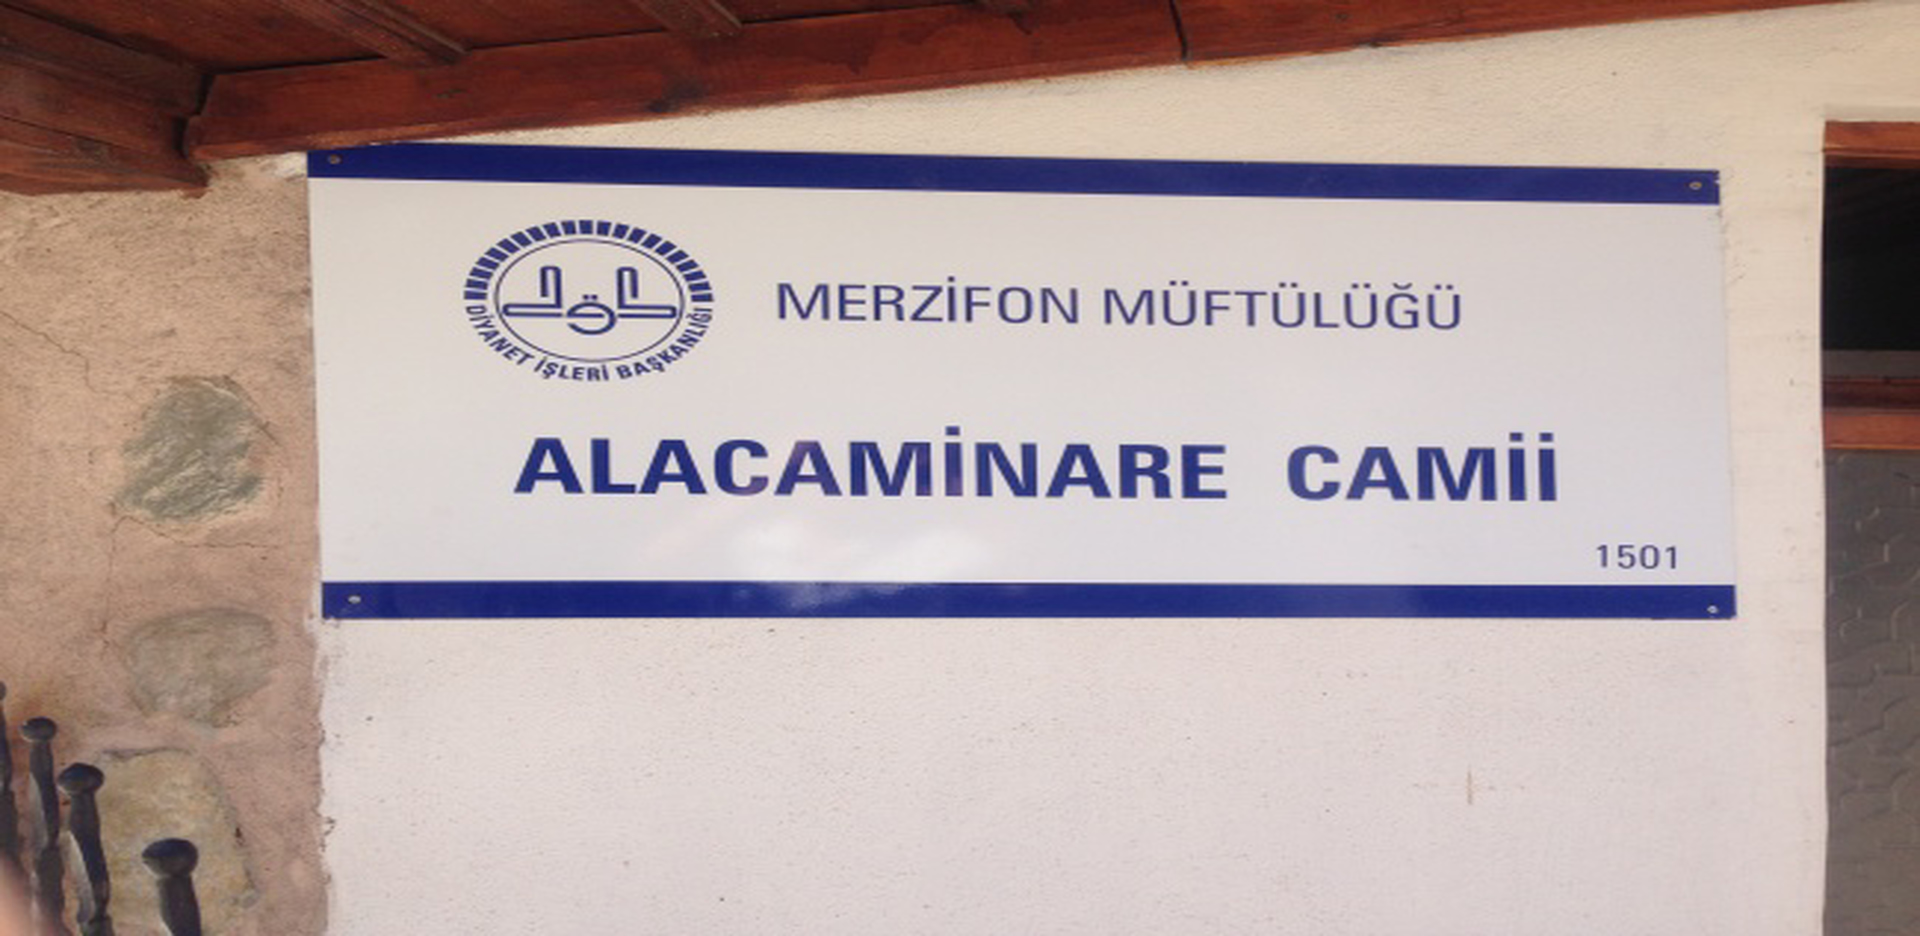 DİYANET İŞLERİ BAŞKANLIĞI
MERZİFON MÜFTÜLÜĞÜ
ALACAMİNARE CAMİİ
1501